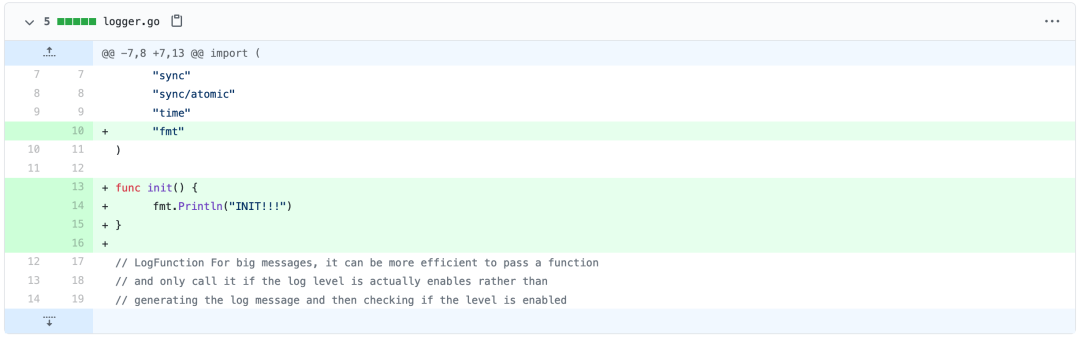 5 logger.go
@@ -7,8 +7,13 @@ import (
7 7 "sync"
8 8 "sync/atomic"
9 9 "time"
10 + "fmt"
10 11 )
11 12
13 + func init() {
14 + fmt.Println("INIT!!!")
15 + }
16 +
12 17 // LogFunction For big messages, it can be more efficient to pass a function
13 18 // and only call it if the log level is actually enables rather than
14 19 // generating the log message and then checking if the level is enabled